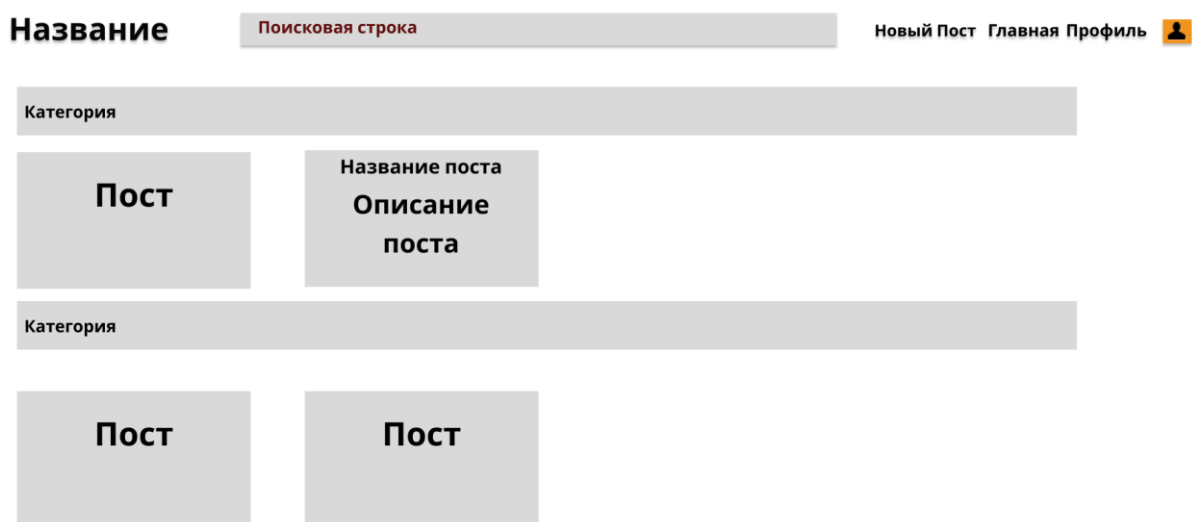 Название
Поисковая строка
Новый Пост Главная Профиль
Категория
Пост
Название поста
Описание
поста
Категория
Пост
Пост